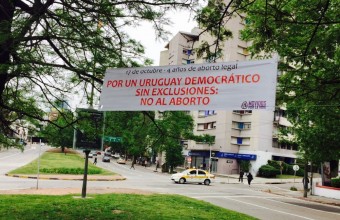 17 de octubre - 4 años de aborto legal
POR UN URUGUAY DEMOCRÁTICO
SIN EXCLUSIONES:
NO AL ABORTO